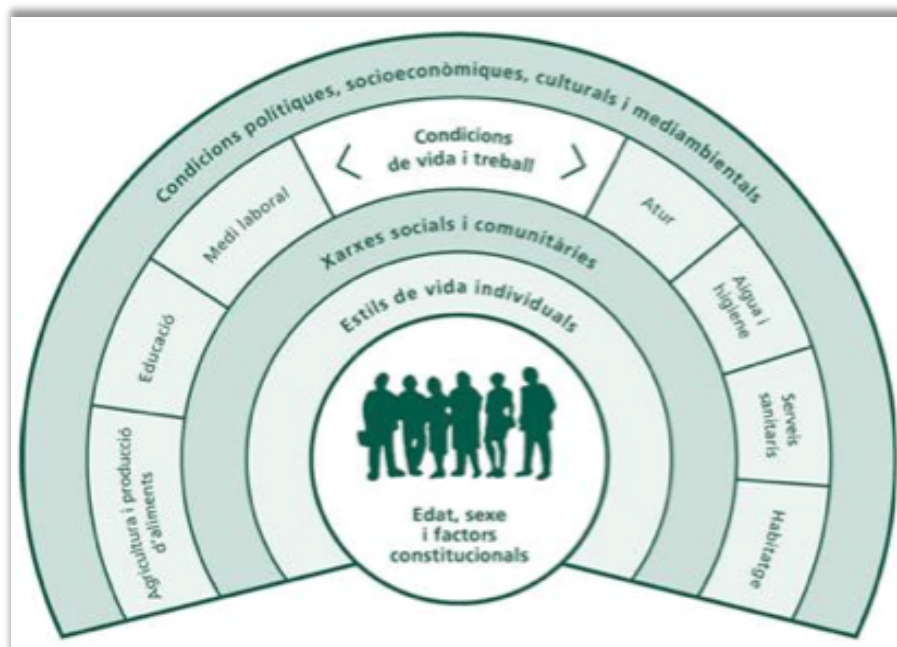 Condicions polítiques, socioeconòmiques, culturals i mediambientals
Condicions
de vida i treball
Medi laboral
Atur
Xarxes socials i comunitàries
Aigua i
higiene
Educació
Estils de vida individuals
Serveis
sanitaris
Agricultura i producció
d'aliments
Habitatge
Edat, sexe
i factors
constitucionals